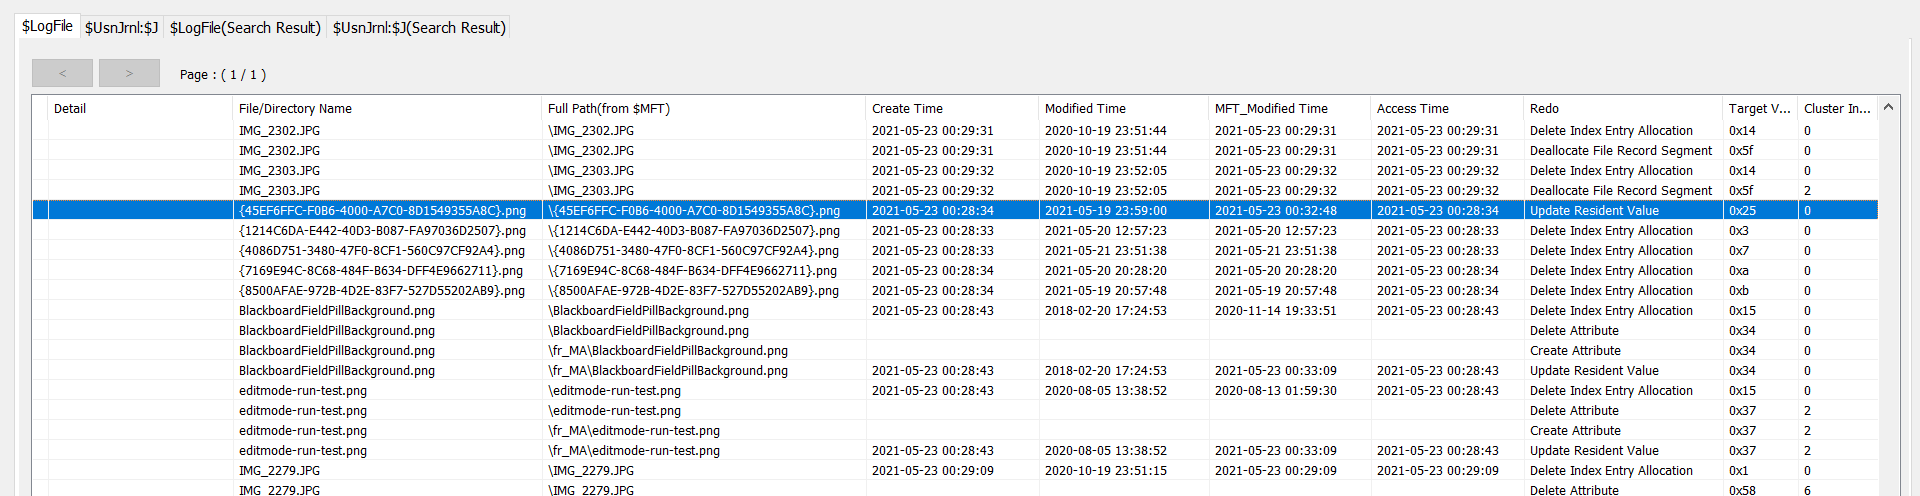 $LogFile $UsnJrnl:$J $LogFile(Search Result) $UsnJrnl:$J(Search Result)
< > Page : ( 1 / 1 )
Detail File/Directory Name Full Path(from $MFT) Create Time Modified Time MFT_Modified Time Access Time Redo Target V... Cluster In...
IMG_2302.JPG \IMG_2302.JPG 2021-05-23 00:29:31 2020-10-19 23:51:44 2021-05-23 00:29:31 2021-05-23 00:29:31 Delete Index Entry Allocation 0x14 0
IMG_2302.JPG \IMG_2302.JPG 2021-05-23 00:29:31 2020-10-19 23:51:44 2021-05-23 00:29:31 2021-05-23 00:29:31 Deallocate File Record Segment 0x5f 0
IMG_2303.JPG \IMG_2303.JPG 2021-05-23 00:29:32 2020-10-19 23:52:05 2021-05-23 00:29:32 2021-05-23 00:29:32 Delete Index Entry Allocation 0x14 0
IMG_2303.JPG \IMG_2303.JPG 2021-05-23 00:29:32 2020-10-19 23:52:05 2021-05-23 00:29:32 2021-05-23 00:29:32 Deallocate File Record Segment 0x5f 2
{45EF6FFC-F0B6-4000-A7C0-8D1549355A8C}.png \{45EF6FFC-F0B6-4000-A7C0-8D1549355A8C}.png 2021-05-23 00:28:34 2021-05-19 23:59:00 2021-05-23 00:32:48 2021-05-23 00:28:34 Update Resident Value 0x25 0
{1214C6DA-E442-40D3-B087-FA97036D2507}.png \{1214C6DA-E442-40D3-B087-FA97036D2507}.png 2021-05-23 00:28:33 2021-05-20 12:57:23 2021-05-20 12:57:23 2021-05-23 00:28:33 Delete Index Entry Allocation 0x3 0
{4086D751-3480-47F0-8CF1-560C97CF92A4}.png \{4086D751-3480-47F0-8CF1-560C97CF92A4}.png 2021-05-23 00:28:33 2021-05-21 23:51:38 2021-05-21 23:51:38 2021-05-23 00:28:33 Delete Index Entry Allocation 0x7 0
{7169E94C-8C68-484F-B634-DFF4E9662711}.png \{7169E94C-8C68-484F-B634-DFF4E9662711}.png 2021-05-23 00:28:34 2021-05-20 20:28:20 2021-05-20 20:28:20 2021-05-23 00:28:34 Delete Index Entry Allocation 0xa 0
{8500AFAE-972B-4D2E-83F7-527D55202AB9}.png \{8500AFAE-972B-4D2E-83F7-527D55202AB9}.png 2021-05-23 00:28:34 2021-05-19 20:57:48 2021-05-19 20:57:48 2021-05-23 00:28:34 Delete Index Entry Allocation 0xb 0
BlackboardFieldPillBackground.png \BlackboardFieldPillBackground.png 2021-05-23 00:28:43 2018-02-20 17:24:53 2020-11-14 19:33:51 2021-05-23 00:28:43 Delete Index Entry Allocation 0x15 0
BlackboardFieldPillBackground.png \BlackboardFieldPillBackground.png Delete Attribute 0x34 0
BlackboardFieldPillBackground.png \fr_MA\BlackboardFieldPillBackground.png Create Attribute 0x34 0
BlackboardFieldPillBackground.png \fr_MA\BlackboardFieldPillBackground.png 2021-05-23 00:28:43 2018-02-20 17:24:53 2021-05-23 00:33:09 2021-05-23 00:28:43 Update Resident Value 0x34 0
editmode-run-test.png \editmode-run-test.png 2021-05-23 00:28:43 2020-08-05 13:38:52 2020-08-13 01:59:30 2021-05-23 00:28:43 Delete Index Entry Allocation 0x15 0
editmode-run-test.png \editmode-run-test.png Delete Attribute 0x37 2
editmode-run-test.png \fr_MA\editmode-run-test.png Create Attribute 0x37 2
editmode-run-test.png \fr_MA\editmode-run-test.png 2021-05-23 00:28:43 2020-08-05 13:38:52 2021-05-23 00:33:09 2021-05-23 00:28:43 Update Resident Value 0x37 2
IMG_2279.JPG \IMG_2279.JPG 2021-05-23 00:29:09 2020-10-19 23:51:15 2021-05-23 00:29:09 2021-05-23 00:29:09 Delete Index Entry Allocation 0x1 0
IMG_2279.JPG \IMG_2279.JPG Delete Attribute 0x58 6